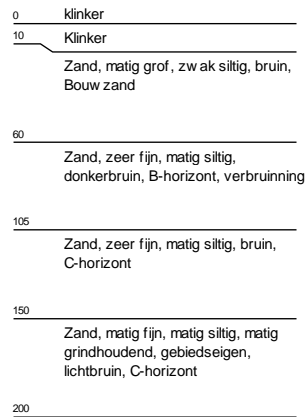 0 klinker
10 Klinker
Zand, matig grof, zwak siltig, bruin,
Bouw zand
60
Zand, zeer fijn, matig siltig,
donkerbruin, B-horizont, verbruinning
105
Zand, zeer fijn, matig siltig, bruin,
C-horizont
150
Zand, matig fijn, matig siltig, matig
grindhoudend, gebiedseigen,
lichtbruin, C-horizont
200